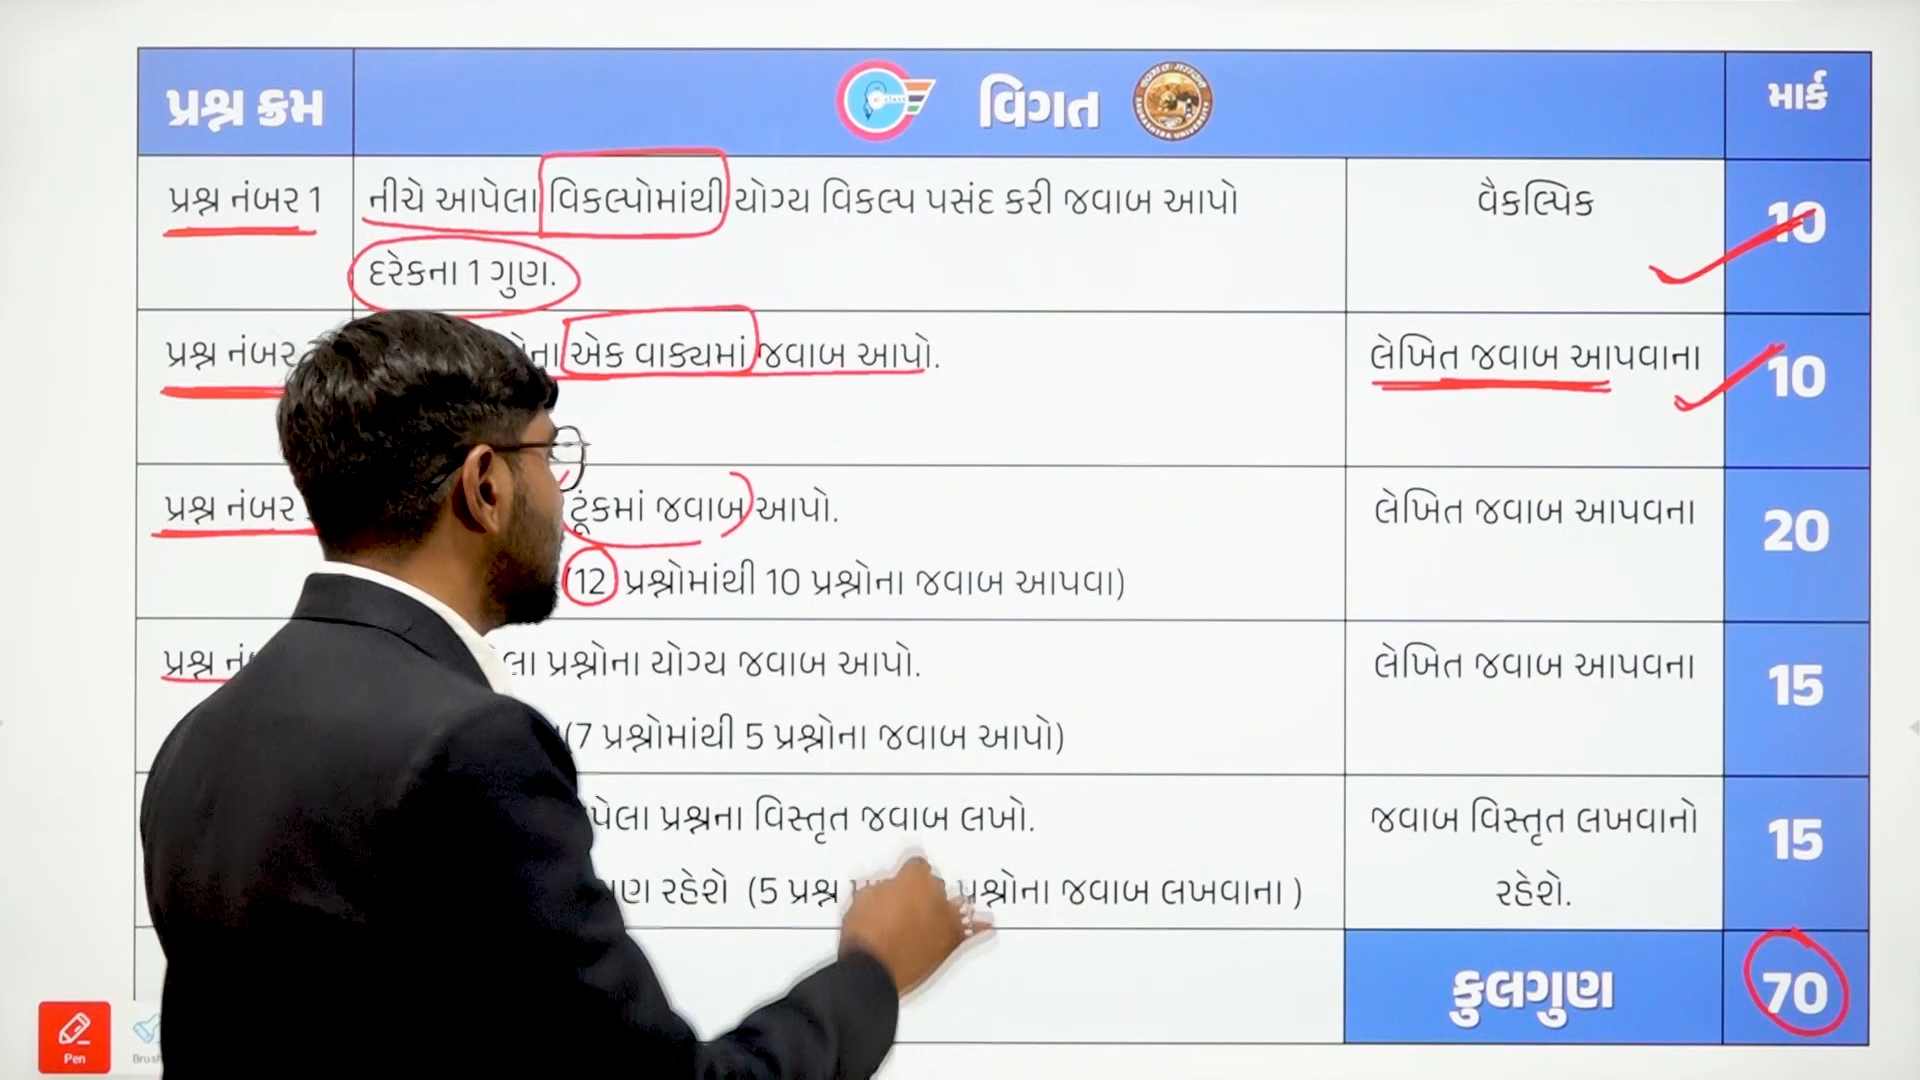 પ્રશ્ન ક્રમ
વિગત
માર્ક
પ્રશ્ન નંબર 1
નીચે આપેલા વિકલ્પોમાંથી યોગ્ય વિકલ્પ પસંદ કરી જવાબ આપો
વૈકલ્પિક
10
દરેકના 1 ગુણ.
પ્રશ્ન નંબર
એક વાક્યમાં જવાબ આપો.
લેખિત જવાબ આપવાના
10
પ્રશ્ન નંબર
ટૂંકમાં જવાબ આપો.
લેખિત જવાબ આપવના
20
(12 પ્રશ્નોમાંથી 10 પ્રશ્નોના જવાબ આપવા)
પ્રશ્ન
પ્રશ્નોના યોગ્ય જવાબ આપો.
લેખિત જવાબ આપવના
15
(7 પ્રશ્નોમાંથી 5 પ્રશ્નોના જવાબ આપો)
પ્રશ્નના વિસ્તૃત જવાબ લખો.
જવાબ વિસ્તૃત લખવાનો
15
રહેશે (5 પ્રશ્ન પ્રશ્નોના જવાબ લખવાના )
રહેશે.
કુલગુણ
70
Pen